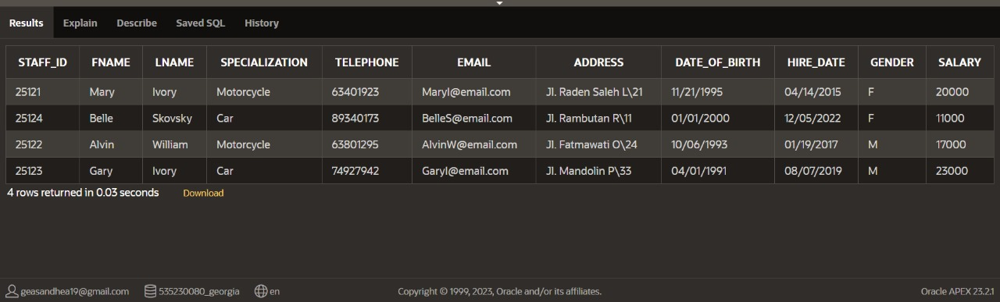 Results Explain Describe Saved SQL History
STAFF_ID FNAME LNAME SPECIALIZATION TELEPHONE EMAIL ADDRESS DATE_OF_BIRTH HIRE_DATE GENDER SALARY
25121 Mary Ivory Motorcycle 63401923 MaryI@email.com Jl. Raden Saleh L\21 11/21/1995 04/14/2015 F 20000
25124 Belle Skovsky Car 89340173 BelleS@email.com Jl. Rambutan R\11 01/01/2000 12/05/2022 F 11000
25122 Alvin William Motorcycle 63801295 AlvinW@email.com Jl. Fatmawati O\24 10/06/1993 01/19/2017 M 17000
25123 Gary Ivory Car 74927942 GaryI@email.com Jl. Mandolin P\33 04/01/1991 08/07/2019 M 23000
4 rows returned in 0.03 seconds Download
geasandhea19@gmail.com 535230080_georgia en Copyright © 1999, 2023, Oracle and/or its affiliates. Oracle APEX 23.2.1